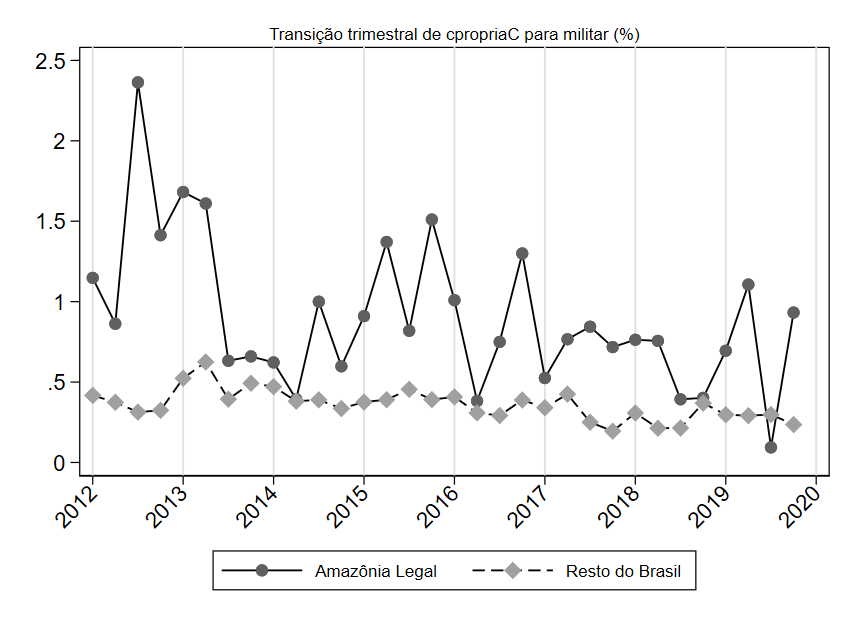 Transição trimestral de cpropriaC para militar (%)
2.5
2
1.5
1
.5
0
2012 2013 2014 2015 2016 2017 2018 2019 2020
Amazônia Legal Resto do Brasil